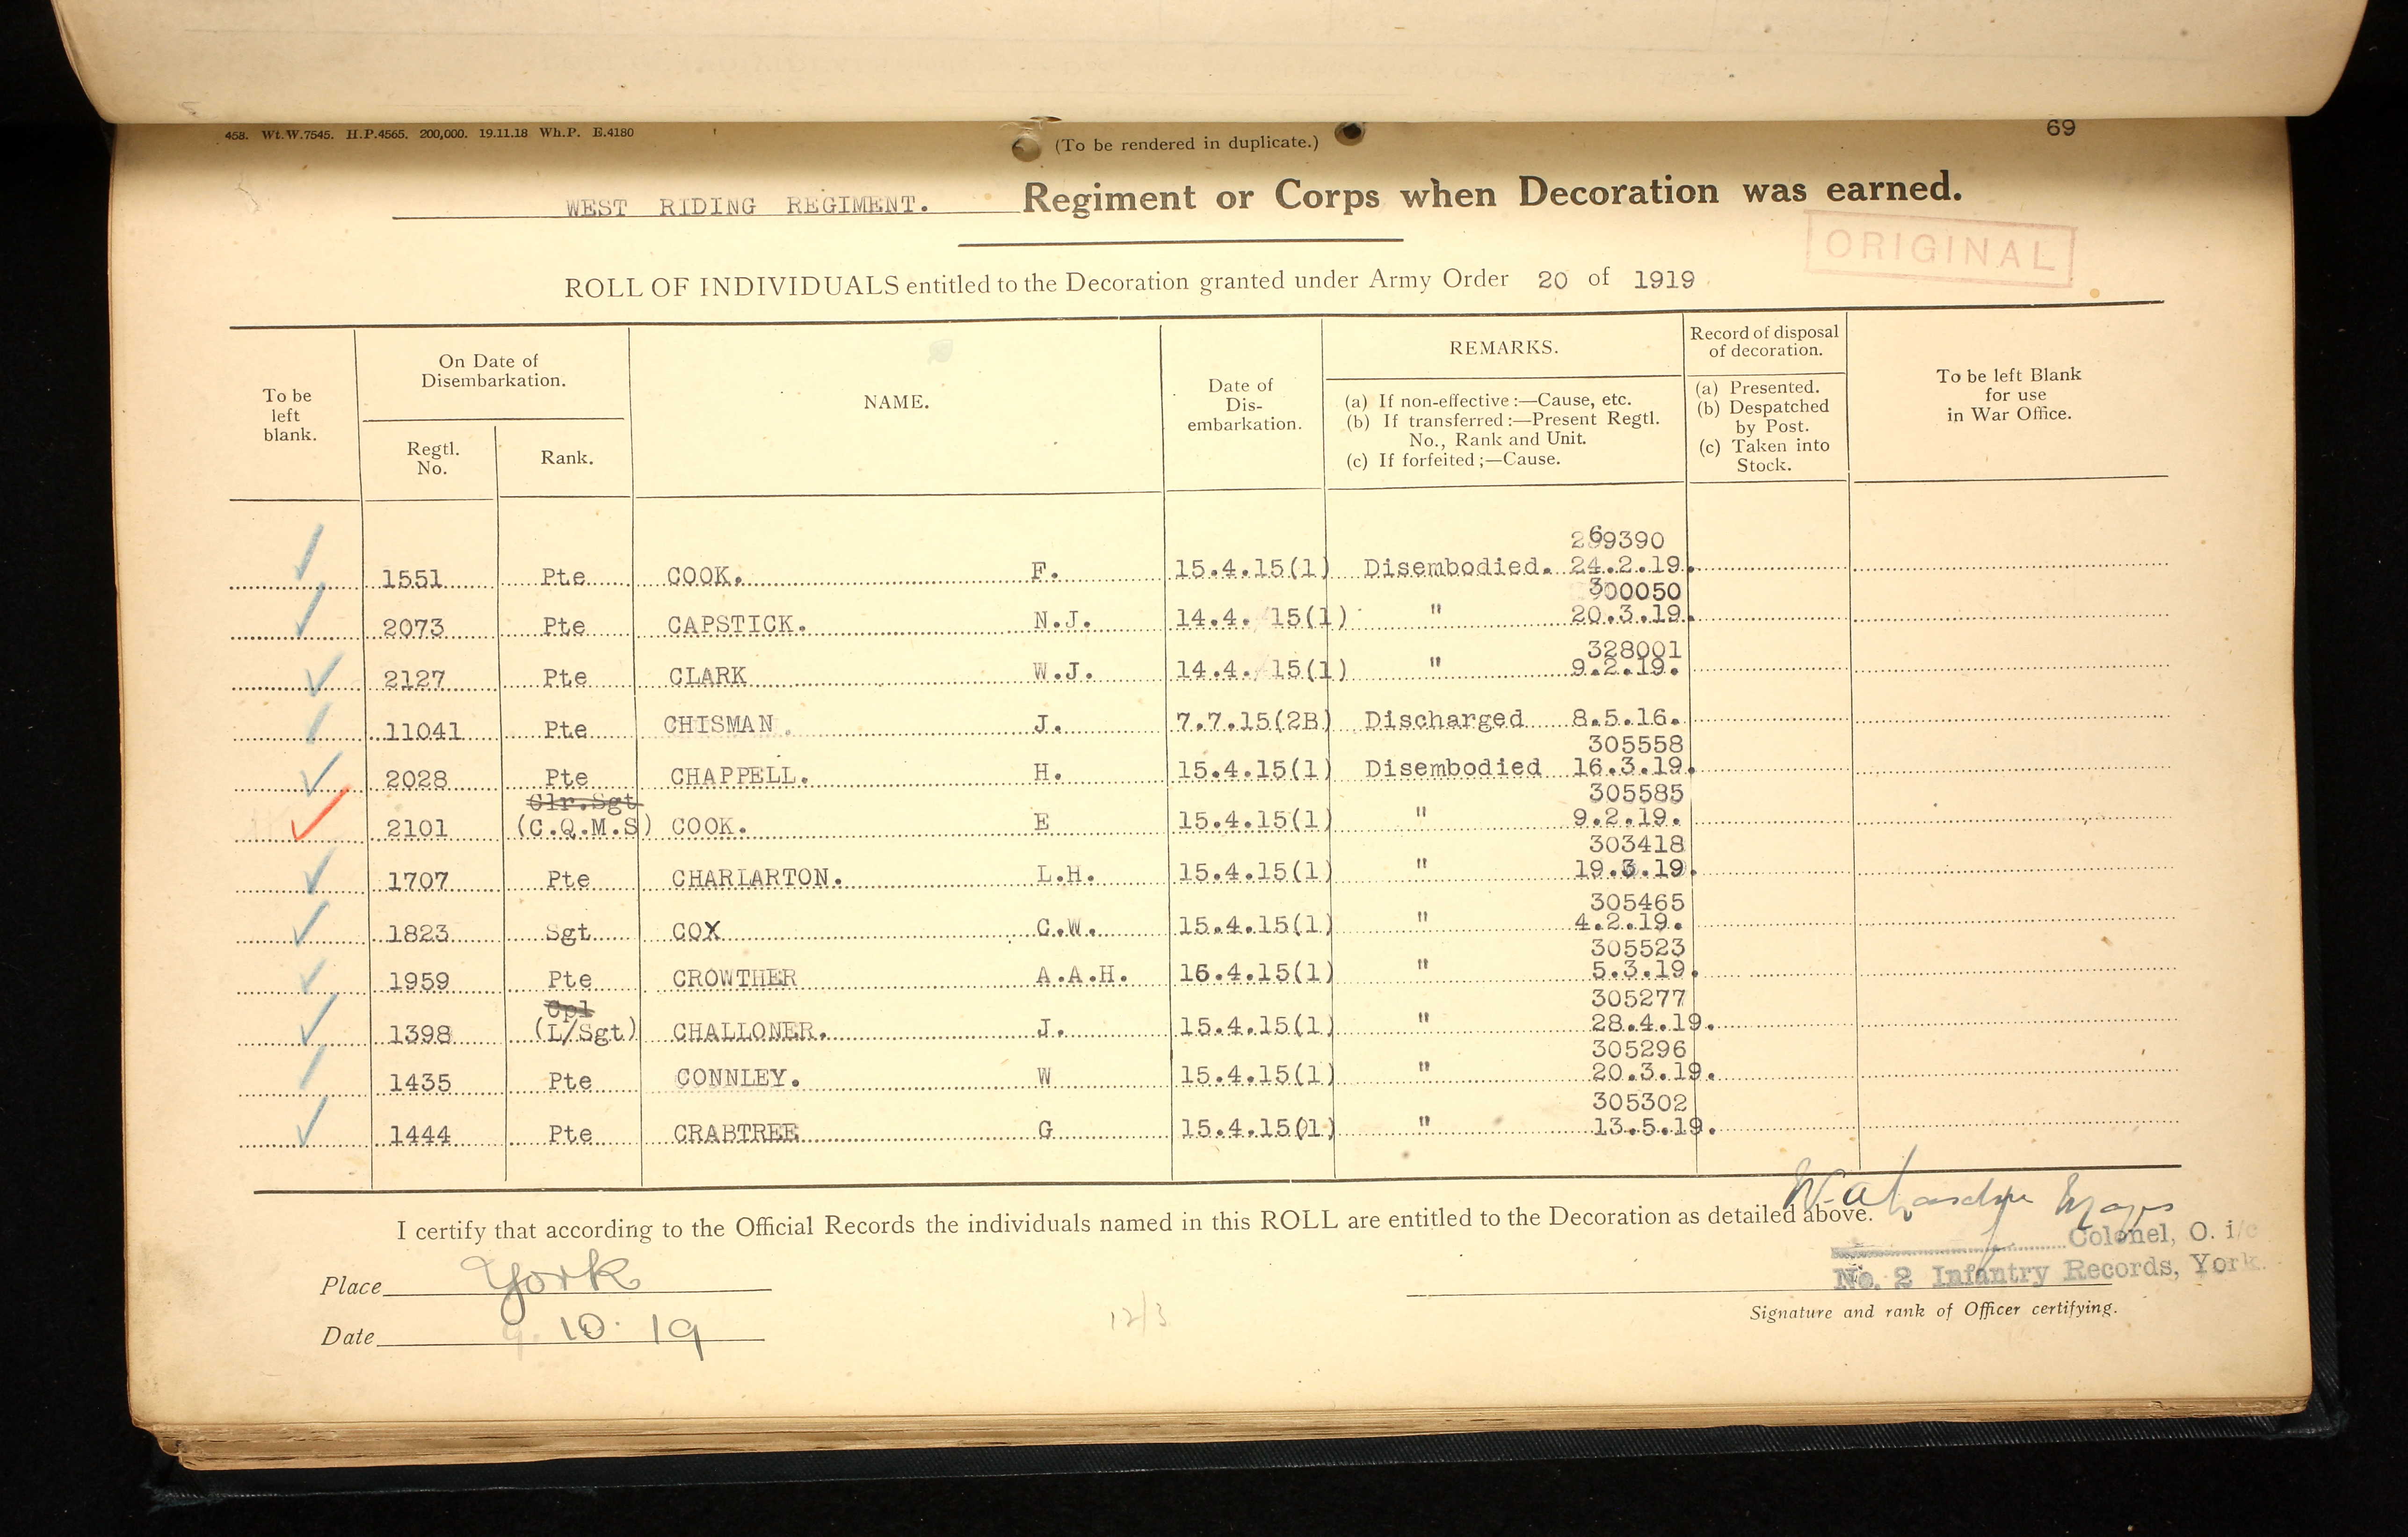 458. Wt.W.7545. H.P.4565. 200,000. 19.11.18 Wh.P. E.4180
(To be rendered in duplicate.)
69
WEST RIDING REGIMENT. Regiment or Corps when Decoration was earned.
ORIGINAL
ROLL OF INDIVIDUALS entitled to the Decoration granted under Army Order 20 of 1919
To be left blank.
On Date of Disembarkation.
Regtl. No.
Rank.
NAME.
Date of Dis-embarkation.
REMARKS.
(a) If non-effective :—Cause, etc.
(b) If transferred :—Present Regtl. No., Rank and Unit.
(c) If forfeited ;—Cause.
Record of disposal of decoration.
(a) Presented.
(b) Despatched by Post.
(c) Taken into Stock.
To be left Blank for use in War Office.
269390
1551 Pte COOK. F. 15.4.15(1) Disembodied. 24.2.19.
300050
2073 Pte CAPSTICK. N.J. 14.4. 15(1) " 20.3.19.
328001
2127 Pte CLARK W.J. 14.4. 15(1) " 9.2.19.
11041 Pte CHISMAN. J. 7.7.15(2B) Discharged 8.5.16.
305558
2028 Pte CHAPPELL. H. 15.4.15(1) Disembodied 16.3.19.
Clr.Sgt 305585
2101 (C.Q.M.S) COOK. E 15.4.15(1) " 9.2.19.
303418
1707 Pte CHARLARTON. L.H. 15.4.15(1) " 19.3.19.
305465
1823 Sgt COX C.W. 15.4.15(1) " 4.2.19.
305523
1959 Pte CROWTHER A.A.H. 16.4.15(1) " 5.3.19.
Cpl 305277
1398 (L/Sgt) CHALLONER. J. 15.4.15(1) " 28.4.19.
305296
1435 Pte CONNLEY. W 15.4.15(1) " 20.3.19.
305302
1444 Pte CRABTREE G 15.4.15(1) " 13.5.19.
I certify that according to the Official Records the individuals named in this ROLL are entitled to the Decoration as detailed above.
Colonel, O. i/c
No. 2 Infantry Records, York.
Place York
Signature and rank of Officer certifying.
Date 9. 10. 19
12/3